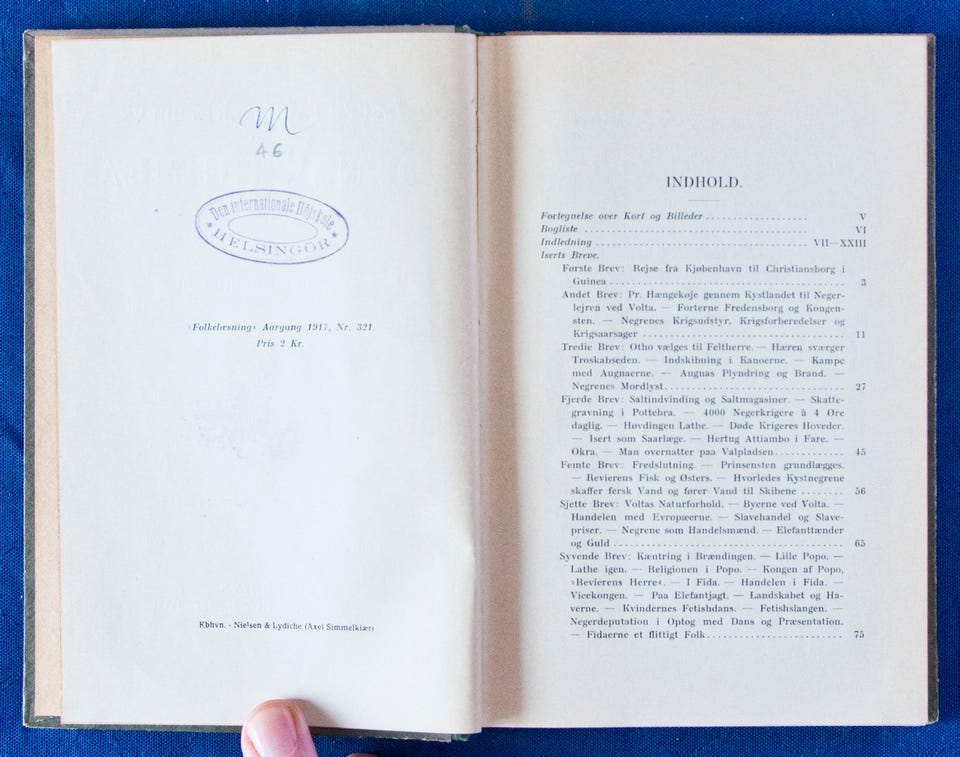 m
46
Den internationale Højskole
* HELSINGÖR *
»Folkelæsning« Aargang 1917, Nr. 321.
Pris 2 Kr.
Kbhvn. - Nielsen & Lydiche (Axel Simmelkiær)
INDHOLD.
Fortegnelse over Kort og Billeder .................. V
Bogliste ....................................... VI
Indledning ..................................... VII—XXIII
Iserts Breve.
Første Brev: Rejse fra Kjøbenhavn til Christiansborg i
Guinea ........................................ 3
Andet Brev: Pr. Hængekøje gennem Kystlandet til Neger-
lejren ved Volta. — Forterne Fredensborg og Kongen-
sten. — Negrenes Krigsudstyr, Krigsforberedelser og
Krigsaarsager .................................. 11
Tredie Brev: Otho vælges til Feltherre. — Hæren sværger
Troskabseden. — Indskibning i Kanoerne. — Kampe
med Augnaerne. — Augnas Plyndring og Brand. —
Negrenes Mordlyst ............................... 27
Fjerde Brev: Saltindvinding og Saltmagasiner. — Skatte-
gravning i Pottebra. — 4000 Negerkrigere à 4 Øre
daglig. — Høvdingen Lathe. — Døde Krigeres Hoveder.
— Isert som Saarlæge. — Hertug Attiambo i Fare. —
Okra. — Man overnatter paa Valpladsen ............. 45
Femte Brev: Fredslutning. — Prinsensten grundlægges.
— Revierens Fisk og Østers. — Hvorledes Kystnegrene
skaffer fersk Vand og fører Vand til Skibene ........ 56
Sjette Brev: Voltas Naturforhold. — Byerne ved Volta. —
Handelen med Evropæerne. — Slavehandel og Slave-
priser. — Negrene som Handelsmænd. — Elefanttænder
og Guld ....................................... 65
Syvende Brev: Kæntring i Brændingen. — Lille Popo. —
Lathe igen. — Religionen i Popo. — Kongen af Popo,
»Revierens Herre«. — I Fida. — Handelen i Fida. —
Vicekongen. — Paa Elefantjagt. — Landskabet og Ha-
verne. — Kvindernes Fetishdans. — Fetishslangen. —
Negerdeputation i Optog med Dans og Præsentation.
— Fidaerne et flittigt Folk ........................ 75